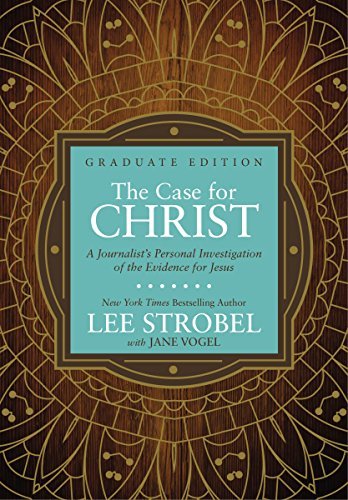 GRADUATE EDITION
The Case for
CHRIST
A Journalist's Personal Investigation
of the Evidence for Jesus
New York Times Bestselling Author
LEE STROBEL
with JANE VOGEL